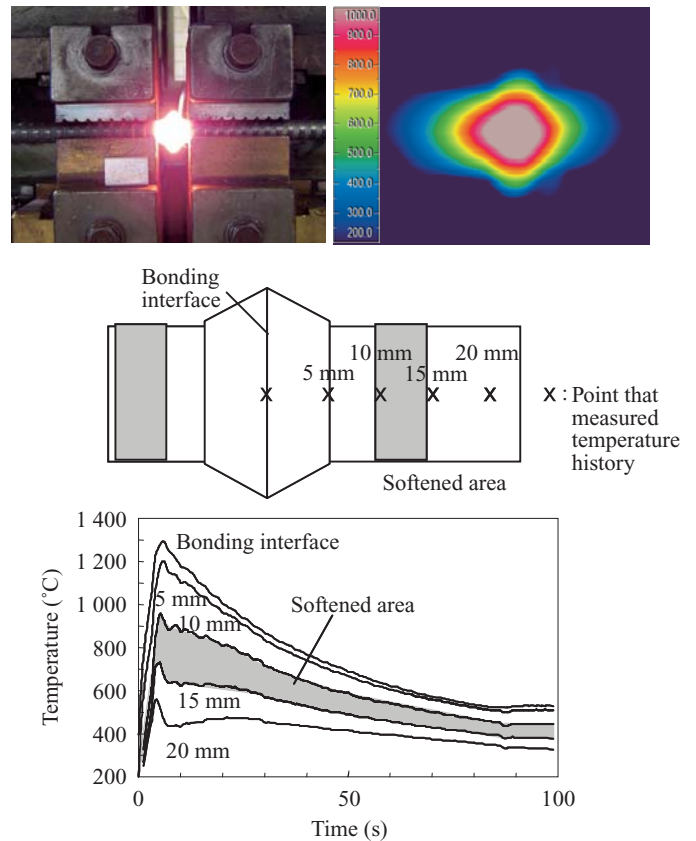 1000.0
900.0
800.0
700.0
600.0
500.0
400.0
300.0
200.0
Bonding
interface
10 mm
20 mm
5 mm
15 mm
x : Point that
measured
temperature
history
Softened area
1 400
1 200
1 000
800
600
400
200
Temperature (˚C)
Bonding interface
5 mm
10 mm
Softened area
15 mm
20 mm
0
50
100
Time (s)